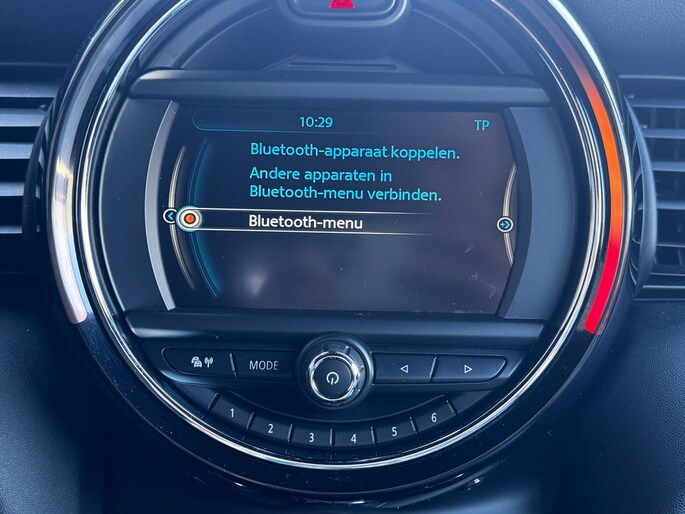 10:29 TP
Bluetooth-apparaat koppelen.
Andere apparaten in
Bluetooth-menu verbinden.
Bluetooth-menu
MODE
1 2 3 4 5 6